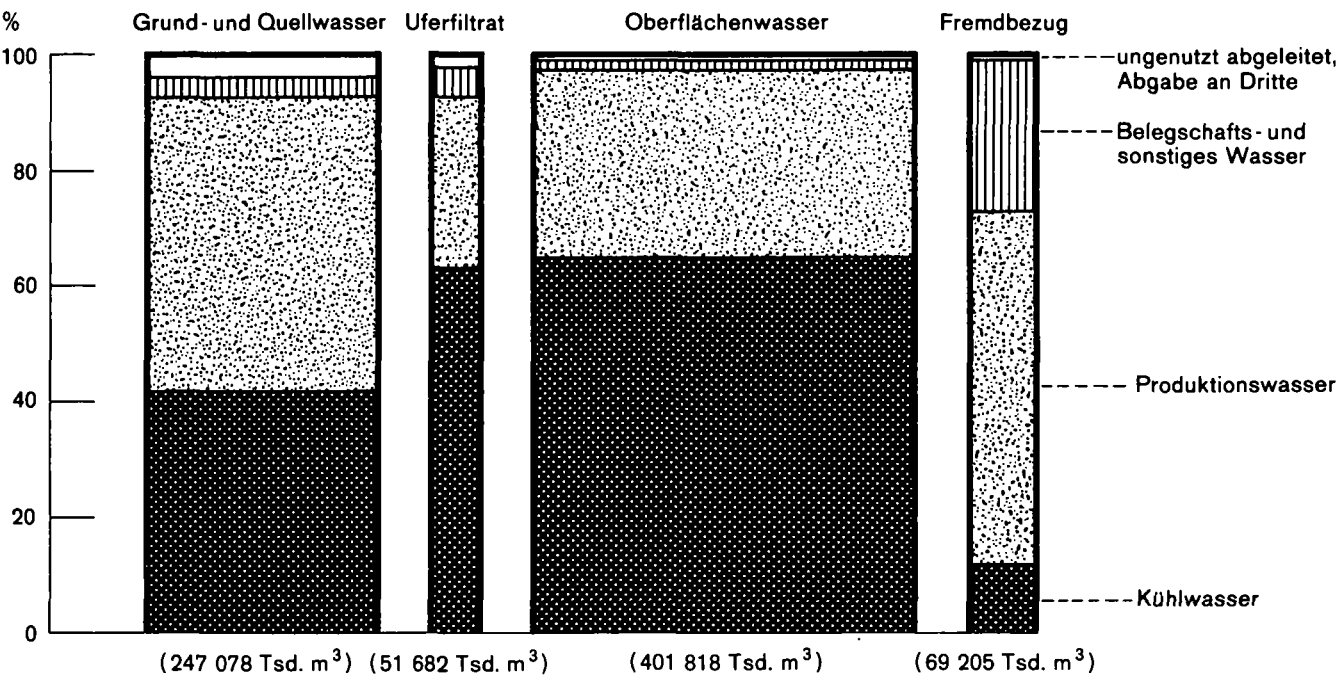 %
Grund- und Quellwasser Uferfiltrat Oberflächenwasser Fremdbezug
100
80
60
40
20
0
ungenutzt abgeleitet,
Abgabe an Dritte
Belegschafts- und
sonstiges Wasser
Produktionswasser
Kühlwasser
(247 078 Tsd. m³) (51 682 Tsd. m³) (401 818 Tsd. m³) (69 205 Tsd. m³)